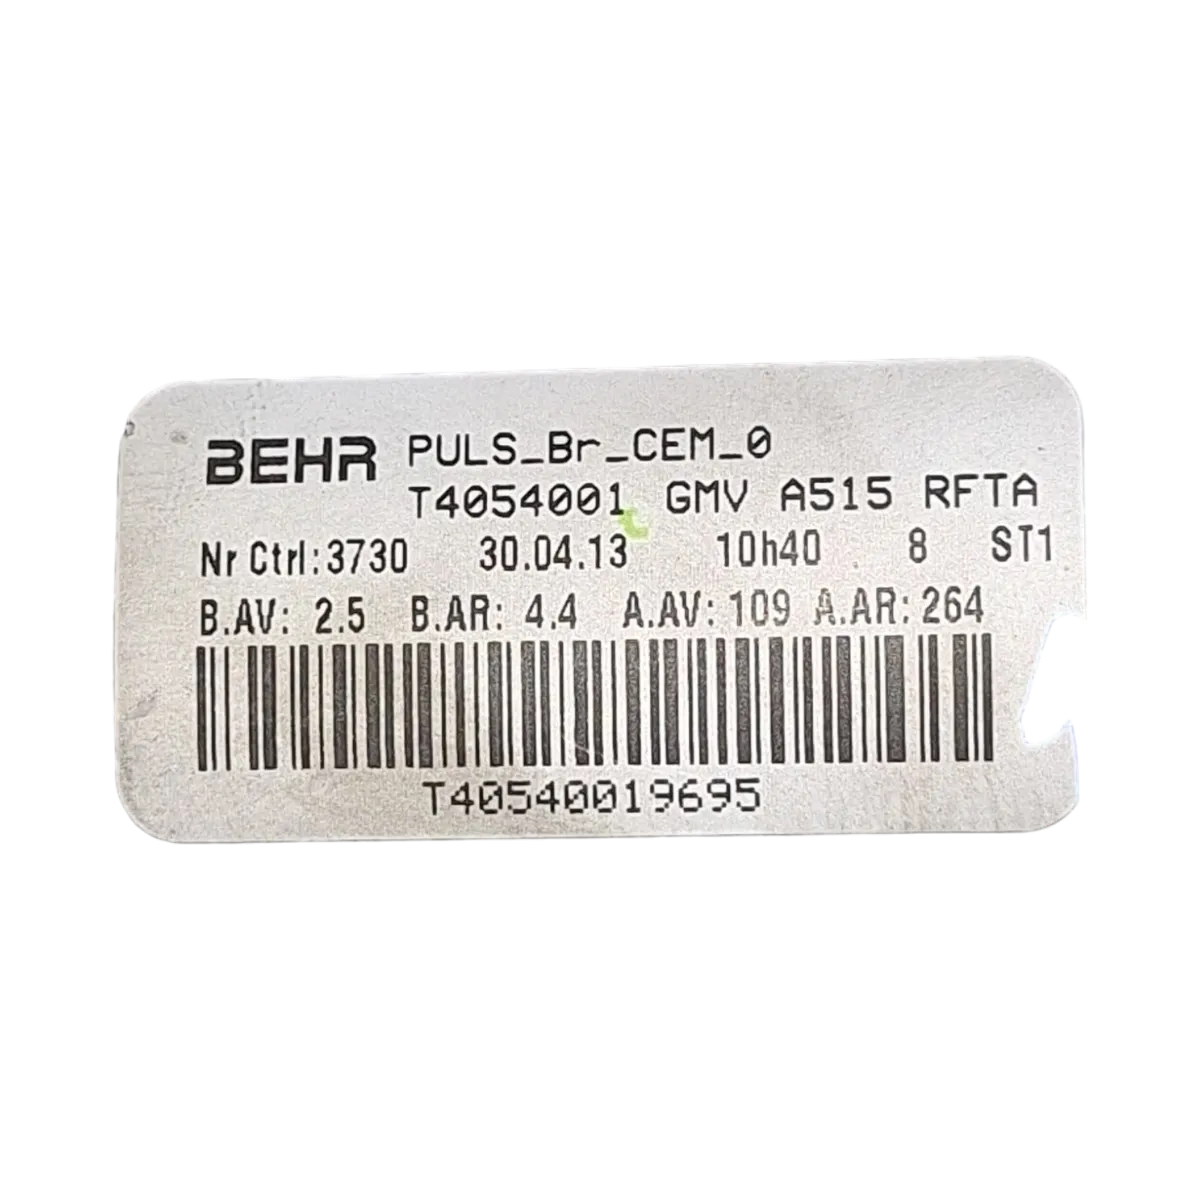 BEHR PULS_Br_CEM_0
T4054001 GMV A515 RFTA
Nr Ctrl:3730 30.04.13 10h40 8 ST1
B.AV: 2.5 B.AR: 4.4 A.AV: 109 A.AR: 264
T40540019695